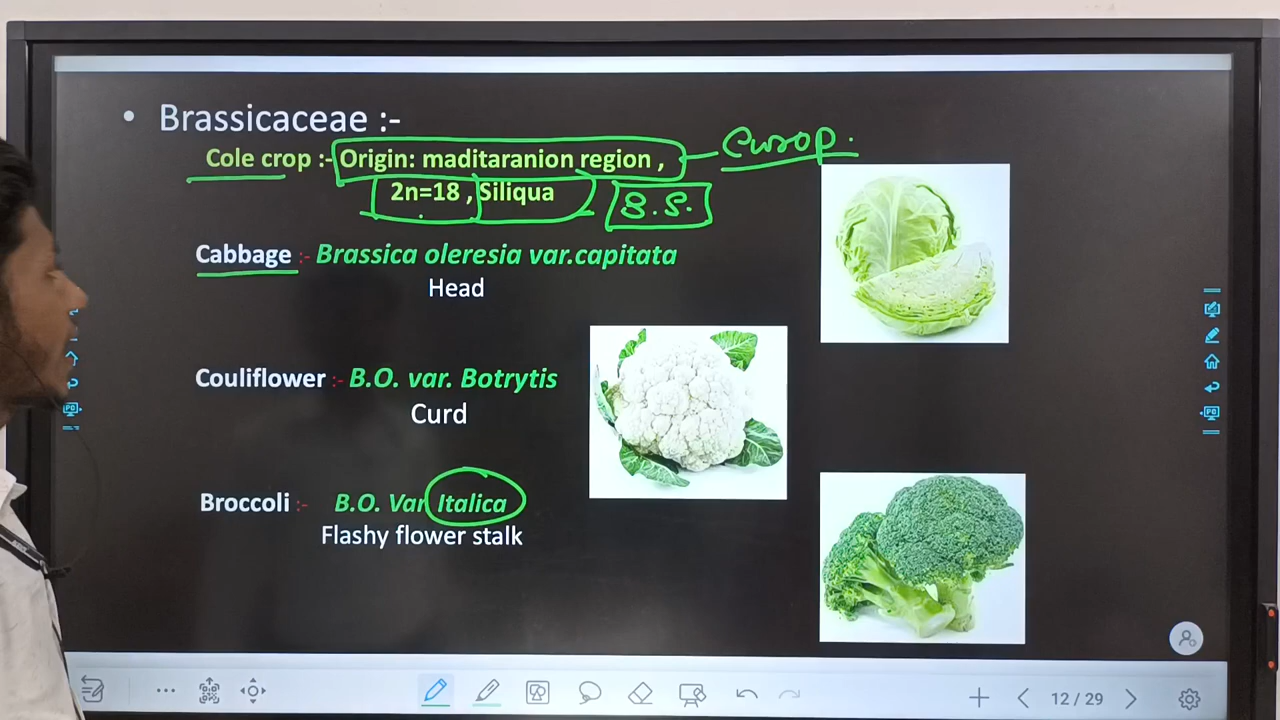 • Brassicaceae :-
Cole crop :- Origin: maditaranion region , Europ.
2n=18 , Siliqua S.S.
Cabbage :- Brassica oleresia var.capitata
Head
Couliflower :- B.O. var. Botrytis
Curd
Broccoli :- B.O. Var Italica
Flashy flower stalk
12 / 29